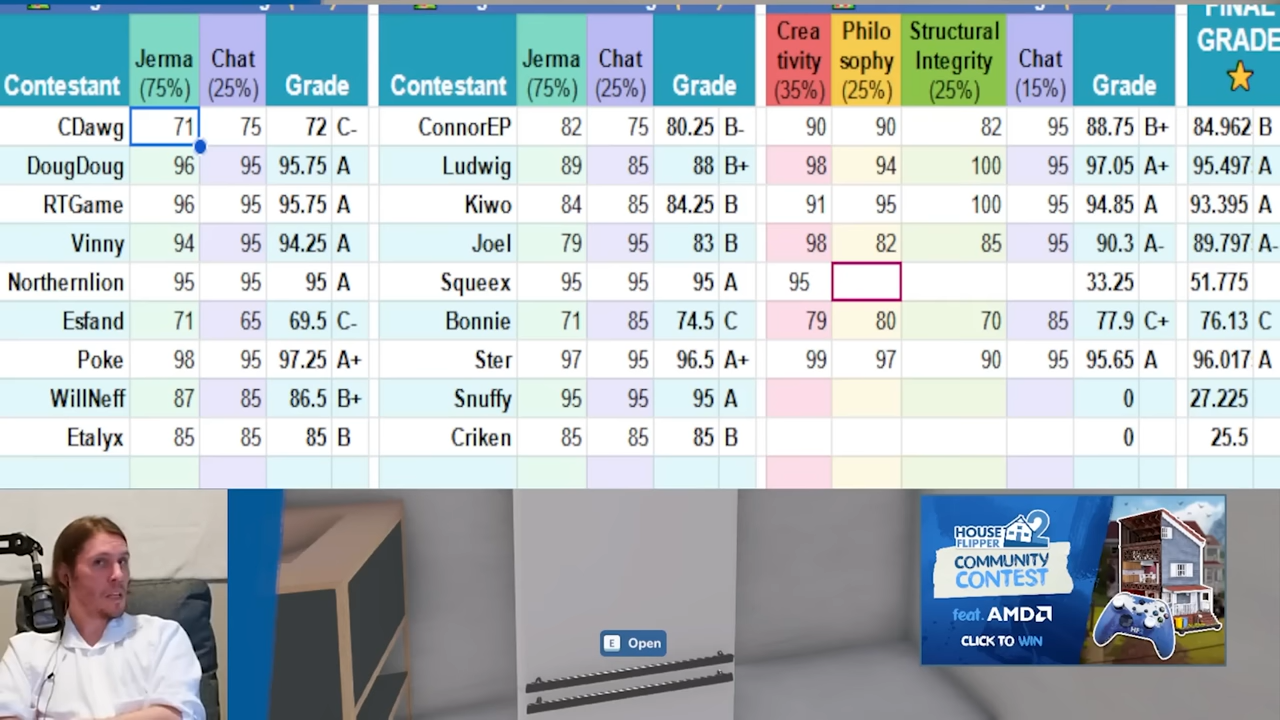 FINAL
GRADE
Contestant Jerma (75%) Chat (25%) Grade Contestant Jerma (75%) Chat (25%) Grade Crea tivity (35%) Philo sophy (25%) Structural Integrity (25%) Chat (15%) Grade
CDawg 71 75 72 C- ConnorEP 82 75 80.25 B- 90 90 82 95 88.75 B+ 84.962 B
DougDoug 96 95 95.75 A Ludwig 89 85 88 B+ 98 94 100 95 97.05 A+ 95.497 A
RTGame 96 95 95.75 A Kiwo 84 85 84.25 B 91 95 100 95 94.85 A 93.395 A
Vinny 94 95 94.25 A Joel 79 95 83 B 98 82 85 95 90.3 A- 89.797 A-
Northernlion 95 95 95 A Squeex 95 95 95 A 95 33.25 51.775
Esfand 71 65 69.5 C- Bonnie 71 85 74.5 C 79 80 70 85 77.9 C+ 76.13 C
Poke 98 95 97.25 A+ Ster 97 95 96.5 A+ 99 97 90 95 95.65 A 96.017 A
WillNeff 87 85 86.5 B+ Snuffy 95 95 95 A 0 27.225
Etalyx 85 85 85 B Criken 85 85 85 B 0 25.5
E Open
HOUSE
FLIPPER 2
COMMUNITY
CONTEST
feat. AMD
CLICK TO WIN